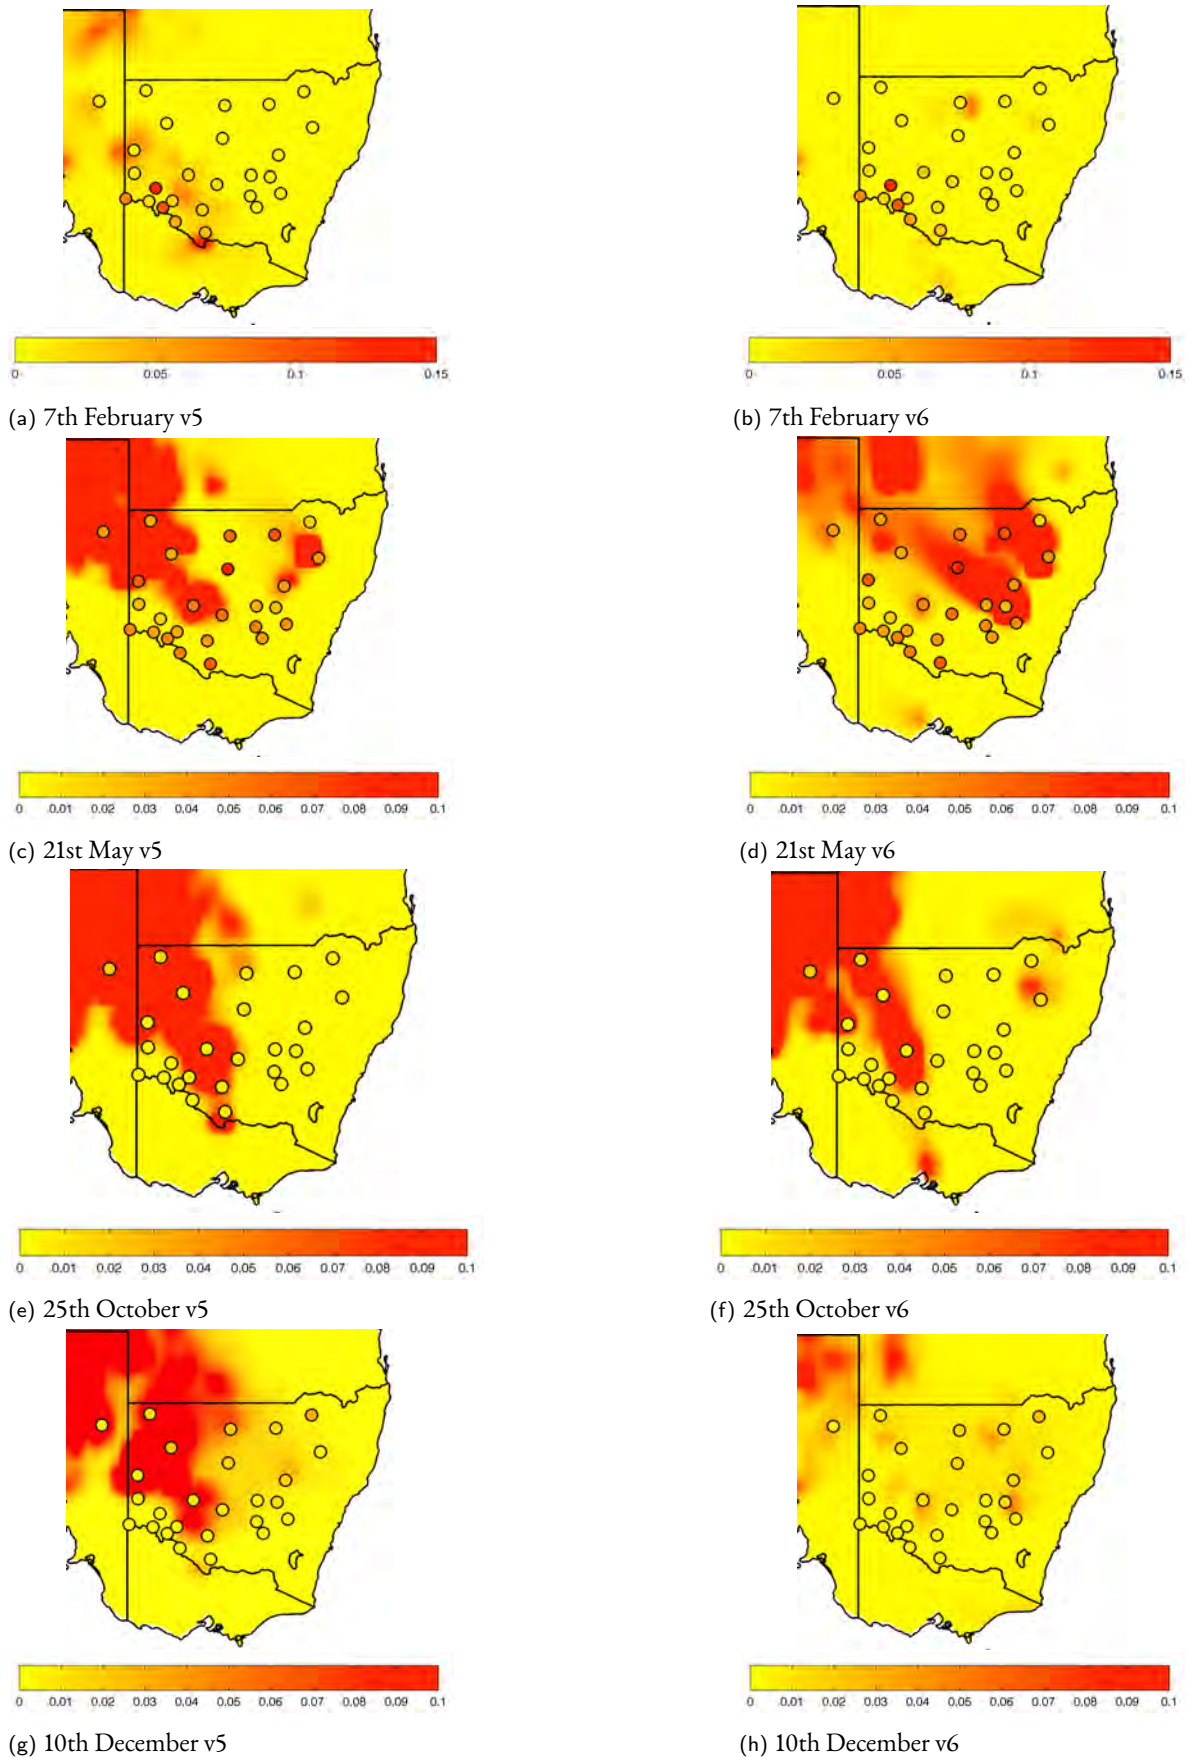 0 0.05 0.1 0.15
0 0.05 0.1 0.15
(a) 7th February v5
(b) 7th February v6
0 0.01 0.02 0.03 0.04 0.05 0.06 0.07 0.08 0.09 0.1
0 0.01 0.02 0.03 0.04 0.05 0.06 0.07 0.08 0.09 0.1
(c) 21st May v5
(d) 21st May v6
0 0.01 0.02 0.03 0.04 0.05 0.06 0.07 0.08 0.09 0.1
0 0.01 0.02 0.03 0.04 0.05 0.06 0.07 0.08 0.09 0.1
(e) 25th October v5
(f) 25th October v6
0 0.01 0.02 0.03 0.04 0.05 0.06 0.07 0.08 0.09 0.1
0 0.01 0.02 0.03 0.04 0.05 0.06 0.07 0.08 0.09 0.1
(g) 10th December v5
(h) 10th December v6